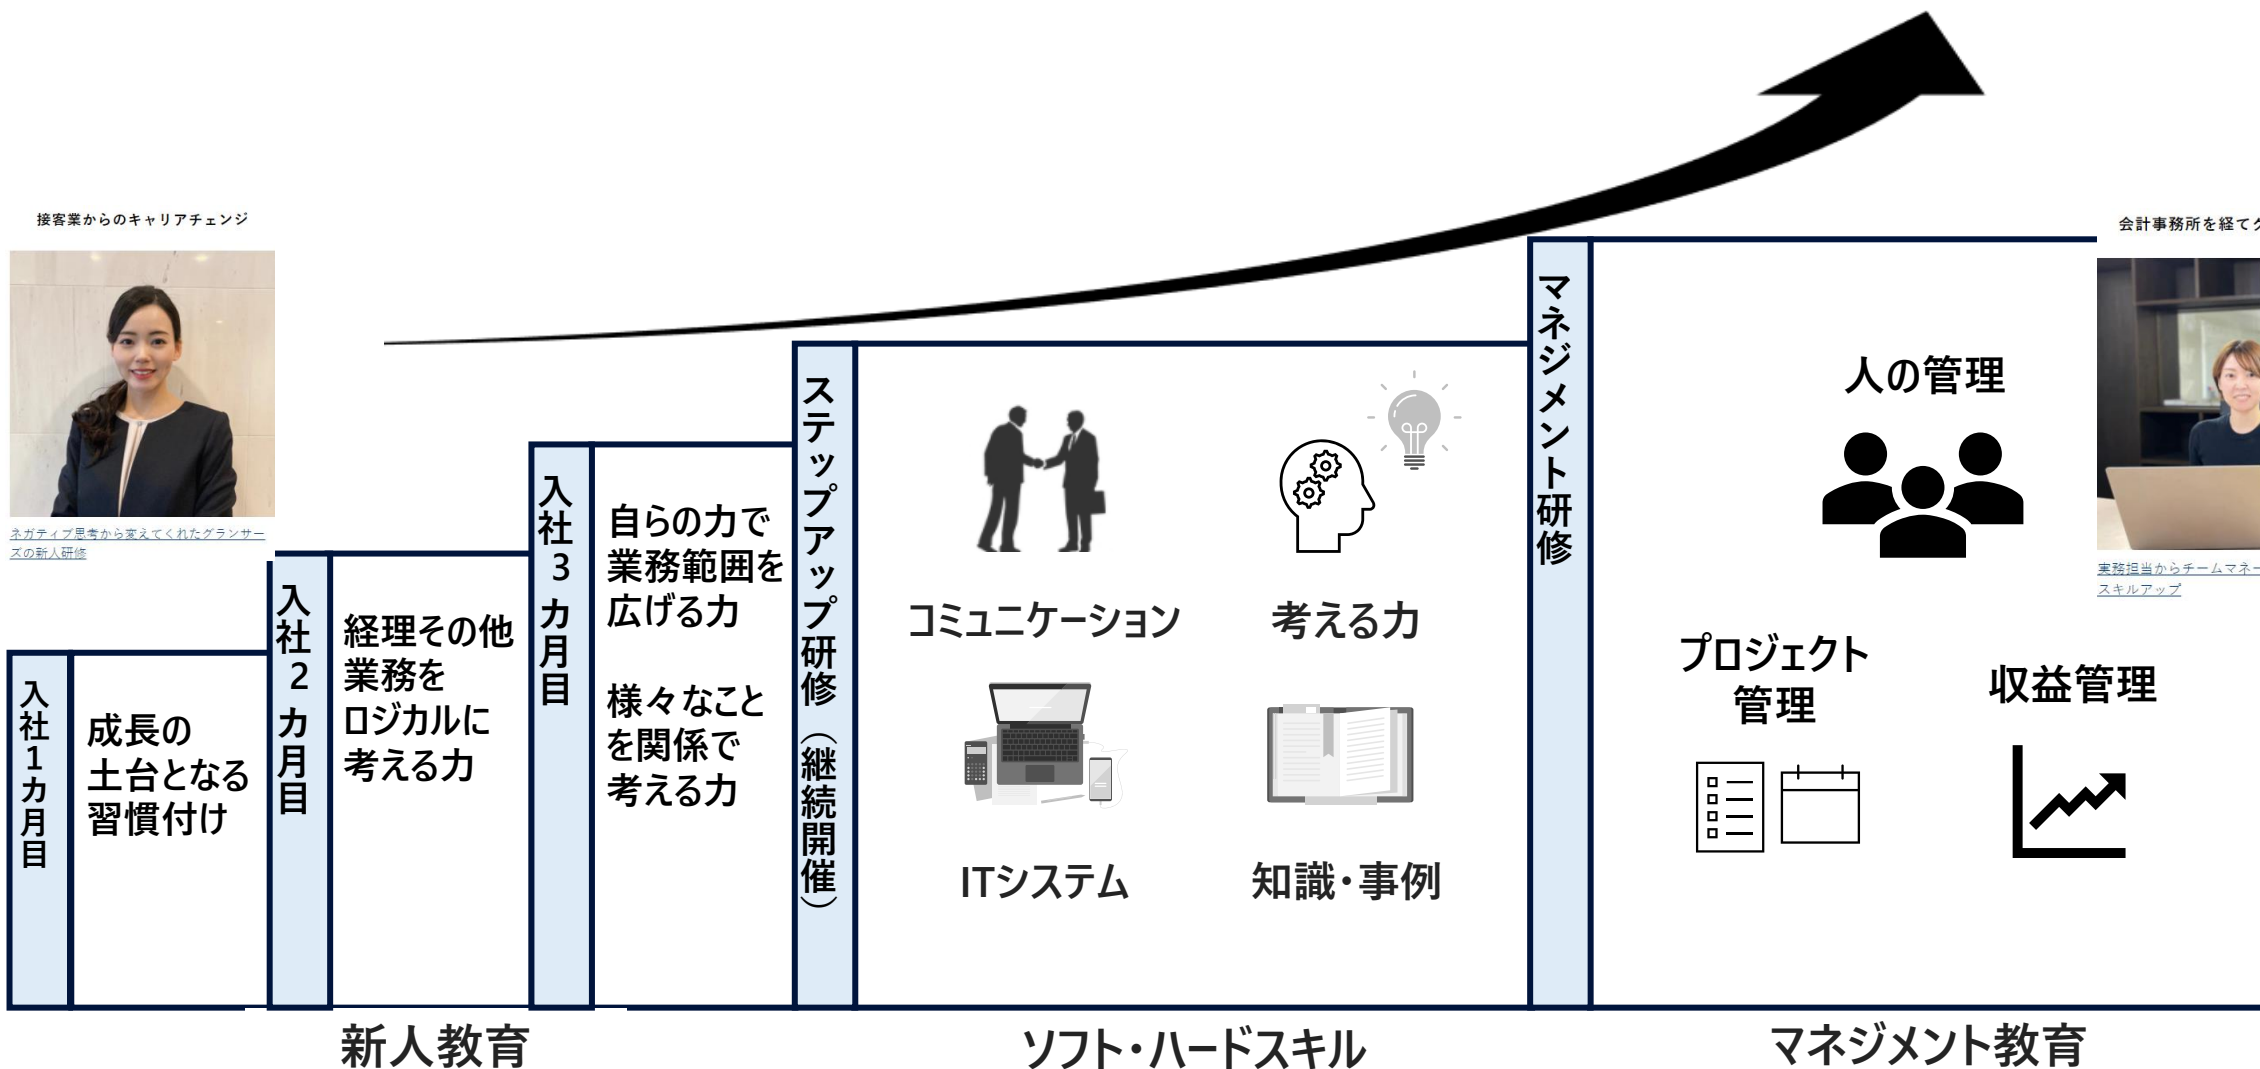 接客業からのキャリアチェンジ
ネガティブ思考から変えてくれたグランサー
ズの新人研修
入社1カ月目
成長の
土台となる
習慣付け
入社2カ月目
経理その他
業務を
ロジカルに
考える力
入社3カ月目
自らの力で
業務範囲を
広げる力
様々なこと
を関係で
考える力
新人教育
ステップアップ研修（継続開催）
コミュニケーション
考える力
ITシステム
知識・事例
ソフト・ハードスキル
マネジメント研修
人の管理
プロジェクト
管理
収益管理
マネジメント教育
会計事務所を経て
実務担当からチームマネー
スキルアップ